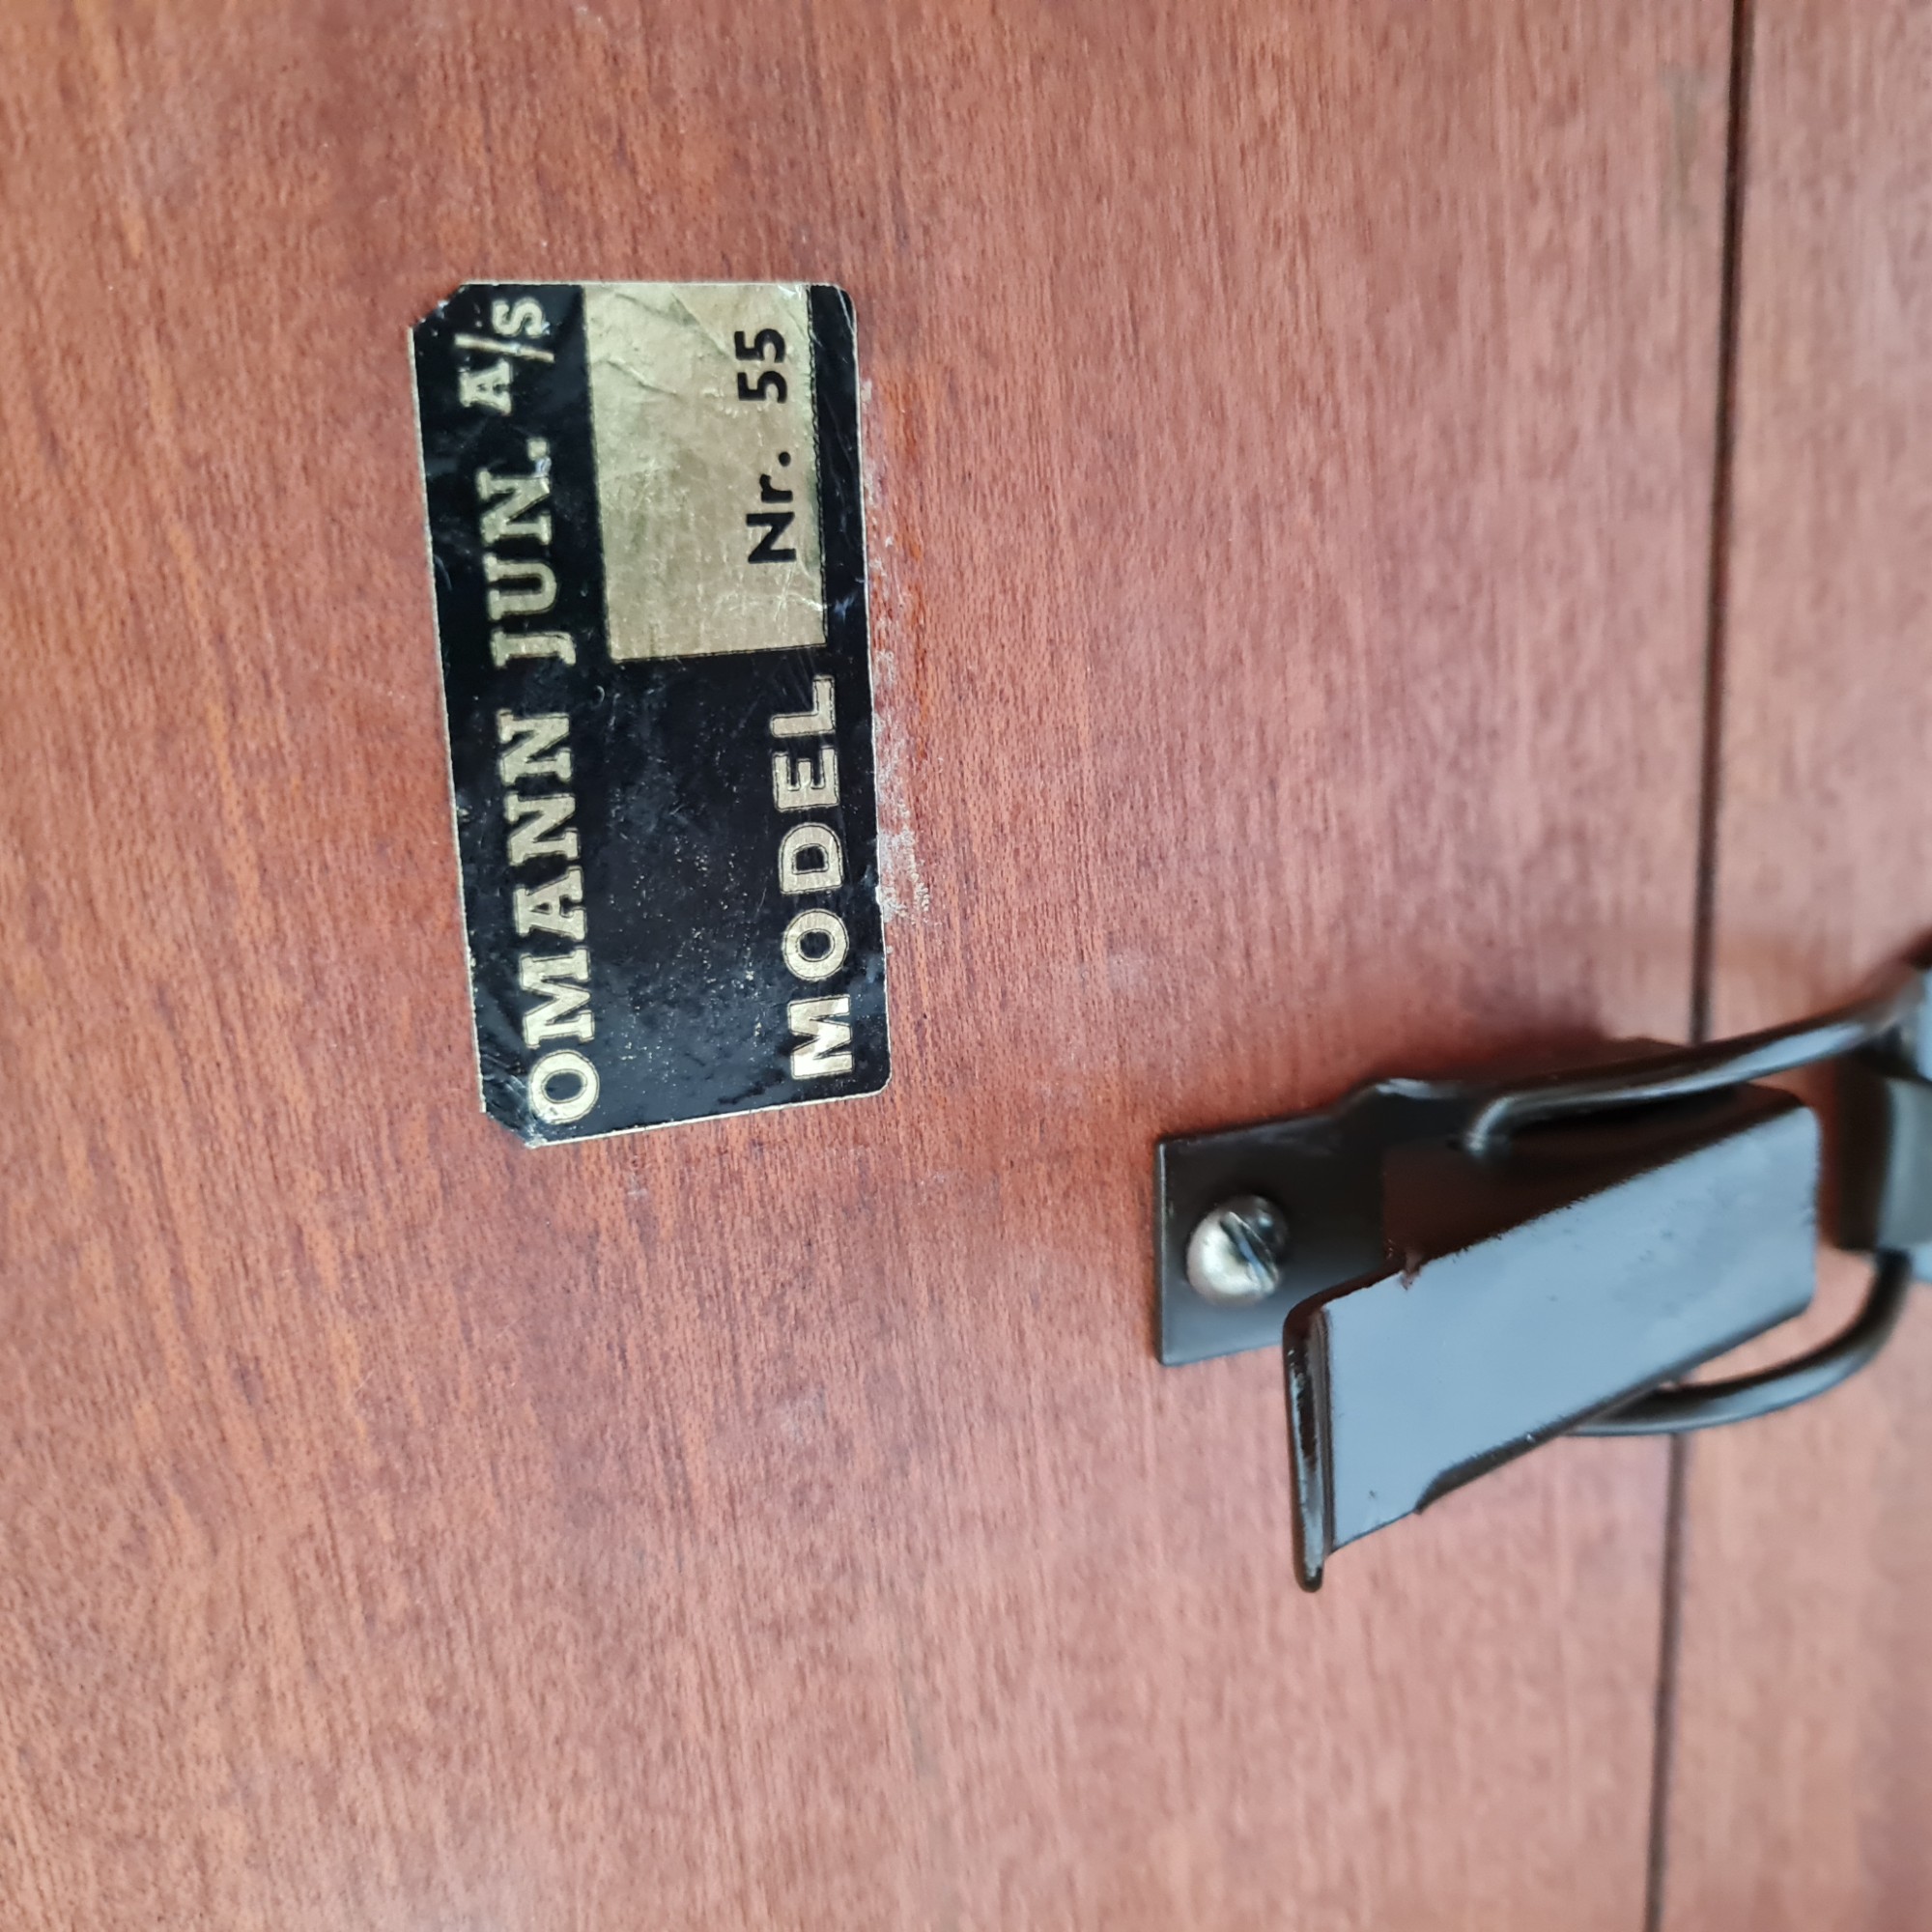 OMANN JUN. A/S
MODEL Nr. 55